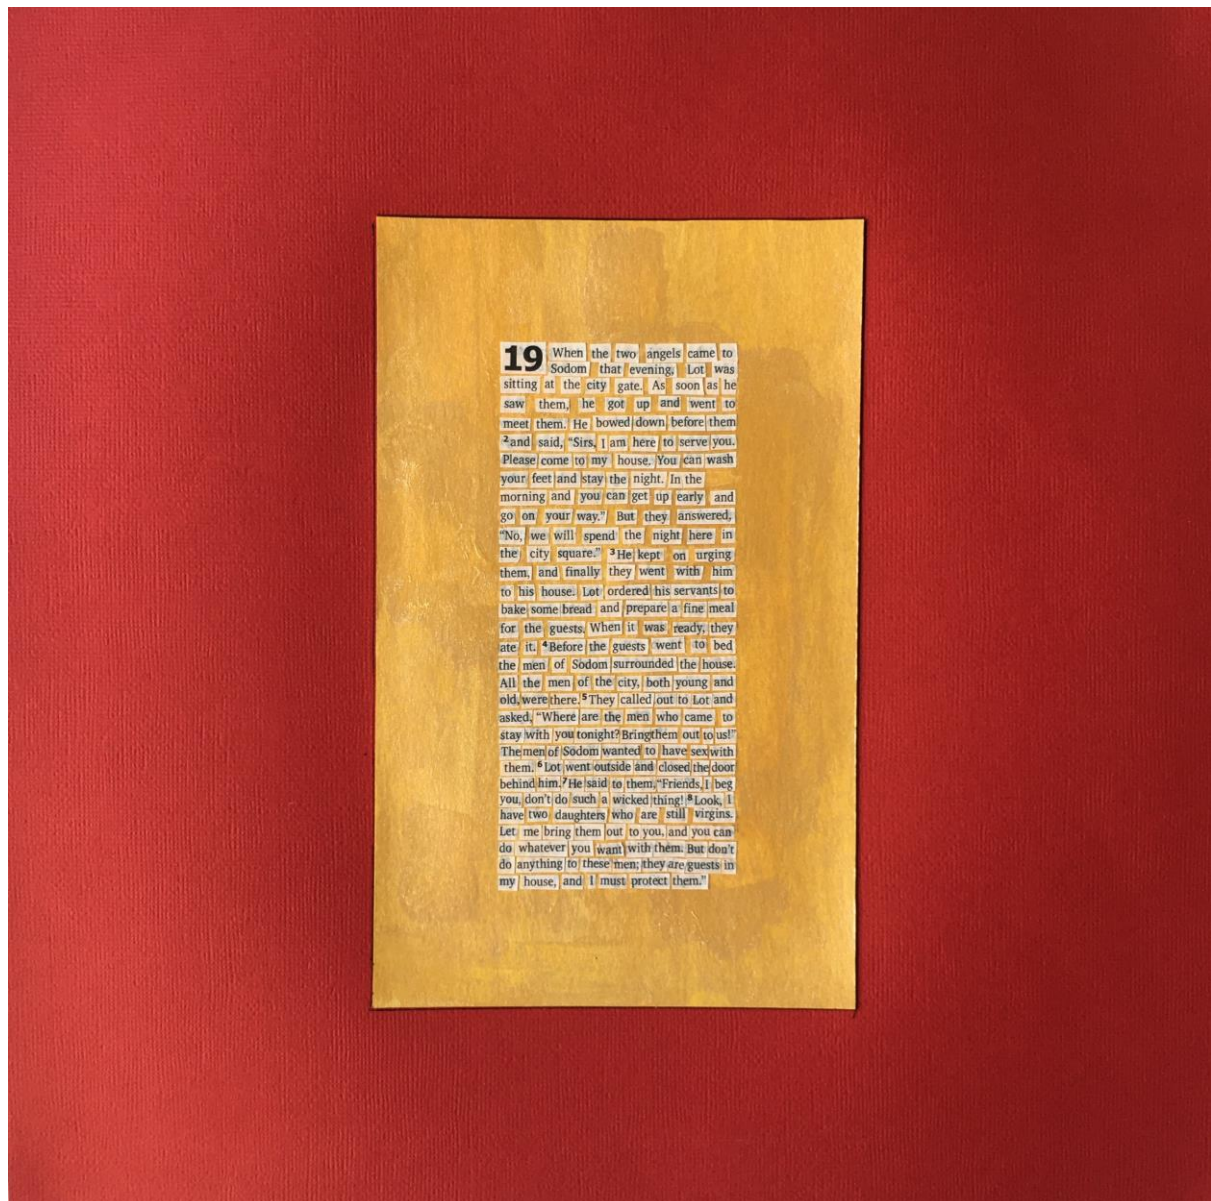 19 When the two angels came to
Sodom that evening, Lot was
sitting at the city gate. As soon as he
saw them, he got up and went to
meet them. He bowed down before them
²and said, “Sirs, I am here to serve you.
Please come to my house. You can wash
your feet and stay the night. In the
morning and you can get up early and
go on your way.” But they answered,
“No, we will spend the night here in
the city square.” ³He kept on urging
them, and finally they went with him
to his house. Lot ordered his servants to
bake some bread and prepare a fine meal
for the guests. When it was ready, they
ate it. ⁴Before the guests went to bed
the men of Sodom surrounded the house.
All the men of the city, both young and
old, were there. ⁵They called out to Lot and
asked, “Where are the men who came to
stay with you tonight? Bring them out to us!”
The men of Sodom wanted to have sex with
them. ⁶Lot went outside and closed the door
behind him. ⁷He said to them, “Friends, I beg
you, don’t do such a wicked thing! ⁸Look, I
have two daughters who are still virgins.
Let me bring them out to you, and you can
do whatever you want with them. But don’t
do anything to these men; they are guests in
my house, and I must protect them.”